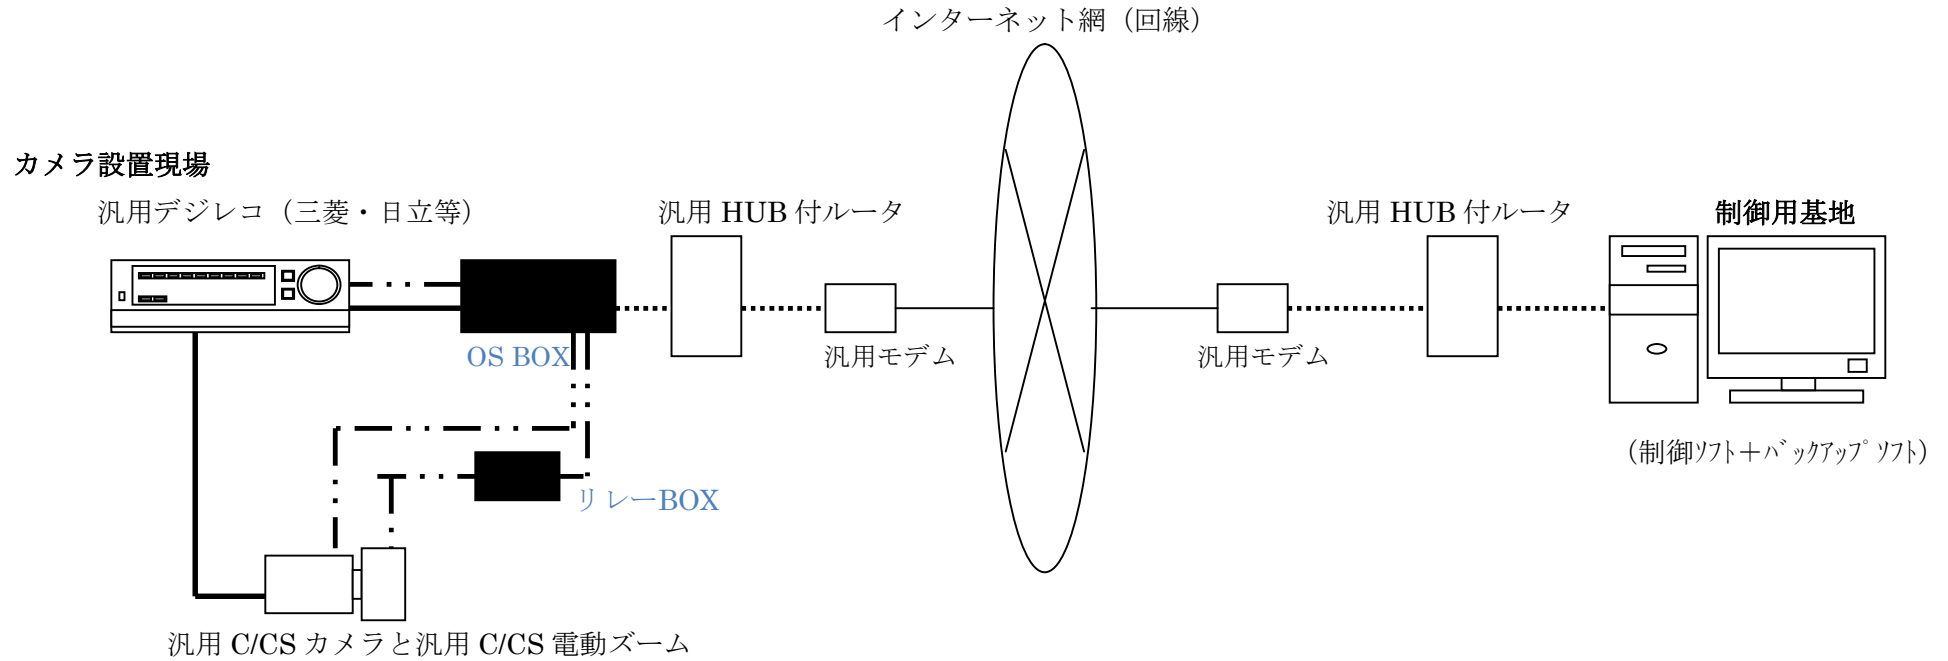 インターネット網（回線）
カメラ設置現場
汎用デジレコ（三菱・日立等）
汎用 HUB 付ルータ
汎用 HUB 付ルータ
制御用基地
OS BOX
汎用モデム
汎用モデム
（制御ｿﾌﾄ＋ﾊﾞｯｸｱｯﾌﾟｿﾌﾄ）
リレーBOX
汎用 C/CS カメラと汎用 C/CS 電動ズーム